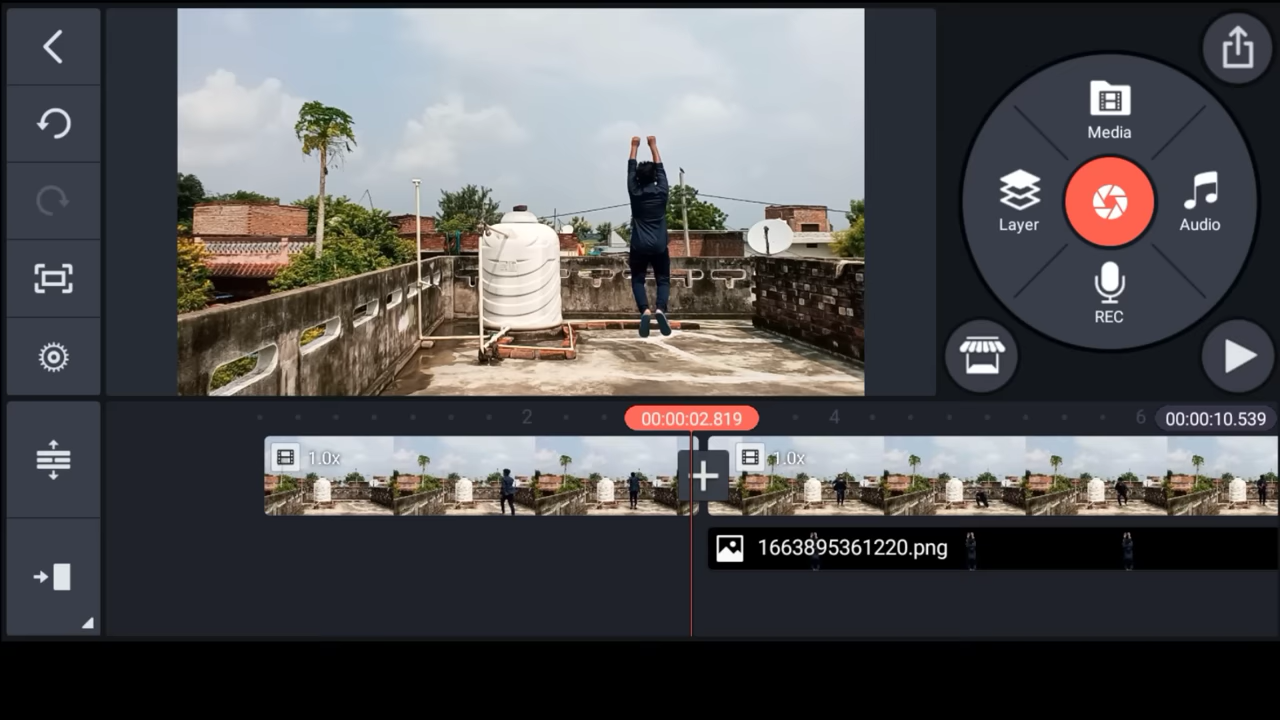 Media
Layer
Audio
REC
2
00:00:02.819
4
6
00:00:10.539
1.0x
1.0x
1663895361220.png